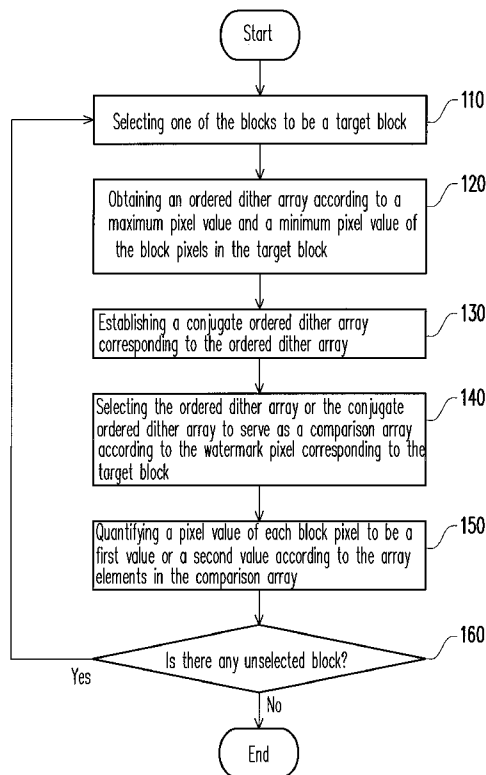 Start
Selecting one of the blocks to be a target block
110
Obtaining an ordered dither array according to a
maximum pixel value and a minimum pixel value of
the block pixels in the target block
120
Establishing a conjugate ordered dither array
corresponding to the ordered dither array
130
Selecting the ordered dither array or the conjugate
ordered dither array to serve as a comparison array
according to the watermark pixel corresponding to the
target block
140
Quantifying a pixel value of each block pixel to be a
first value or a second value according to the array
elements in the comparison array
150
Is there any unselected block?
160
Yes
No
End